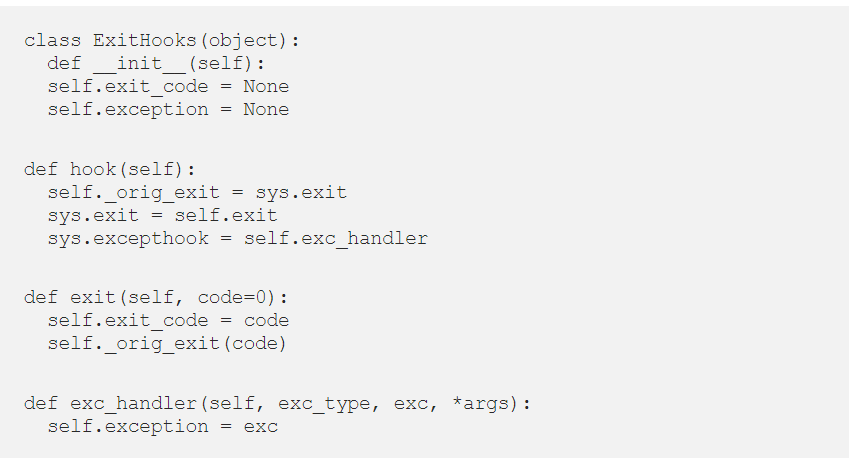 class ExitHooks(object):
  def __init__(self):
  self.exit_code = None
  self.exception = None

def hook(self):
  self._orig_exit = sys.exit
  sys.exit = self.exit
  sys.excepthook = self.exc_handler

def exit(self, code=0):
  self.exit_code = code
  self._orig_exit(code)

def exc_handler(self, exc_type, exc, *args):
  self.exception = exc